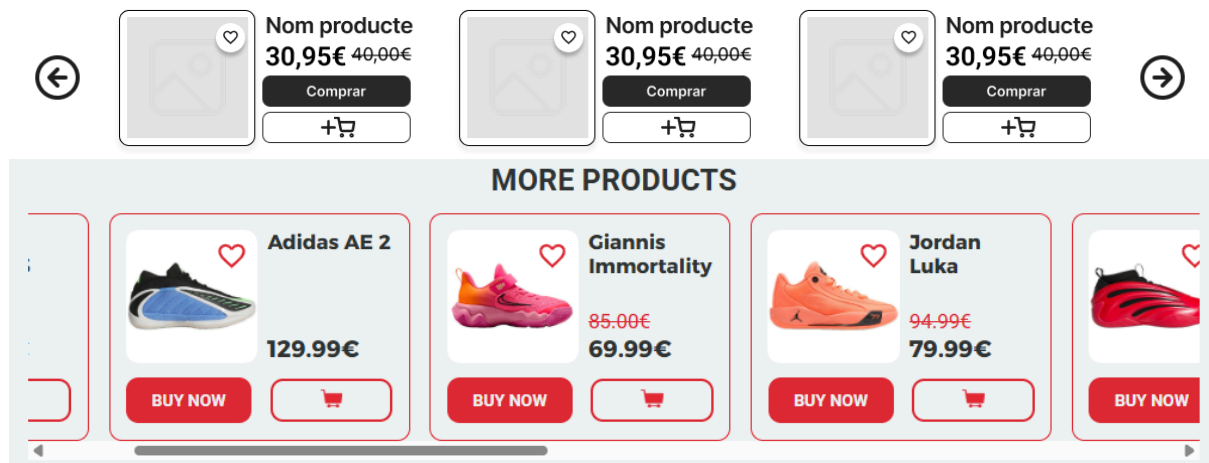 Nom producte
30,95€ 40,00€
Comprar
+
Nom producte
30,95€ 40,00€
Comprar
+
Nom producte
30,95€ 40,00€
Comprar
+
MORE PRODUCTS
Adidas AE 2
129.99€
BUY NOW
Giannis
Immortality
85.00€
69.99€
BUY NOW
Jordan
Luka
94.99€
79.99€
BUY NOW
BUY NOW